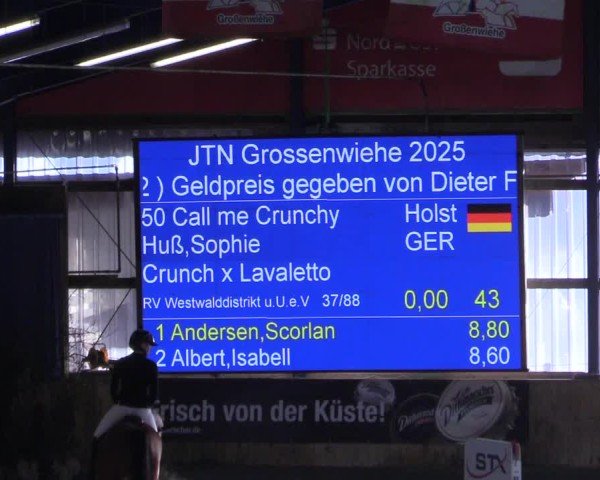 Großenwiehe
Großenwiehe
Nord
Sparkasse
JTN Grossenwiehe 2025
2 ) Geldpreis gegeben von Dieter F
50 Call me Crunchy Holst
Huß,Sophie GER
Crunch x Lavaletto
RV Westwalddistrikt u.U.e.V 37/88 0,00 43
1 Andersen,Scorlan 8,80
2 Albert,Isabell 8,60
frisch von der Küste!
STX